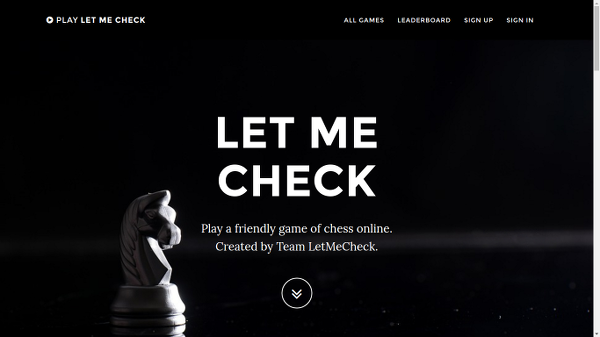 PLAY LET ME CHECK
ALL GAMES LEADERBOARD SIGN UP SIGN IN
LET ME
CHECK
Play a friendly game of chess online.
Created by Team LetMeCheck.